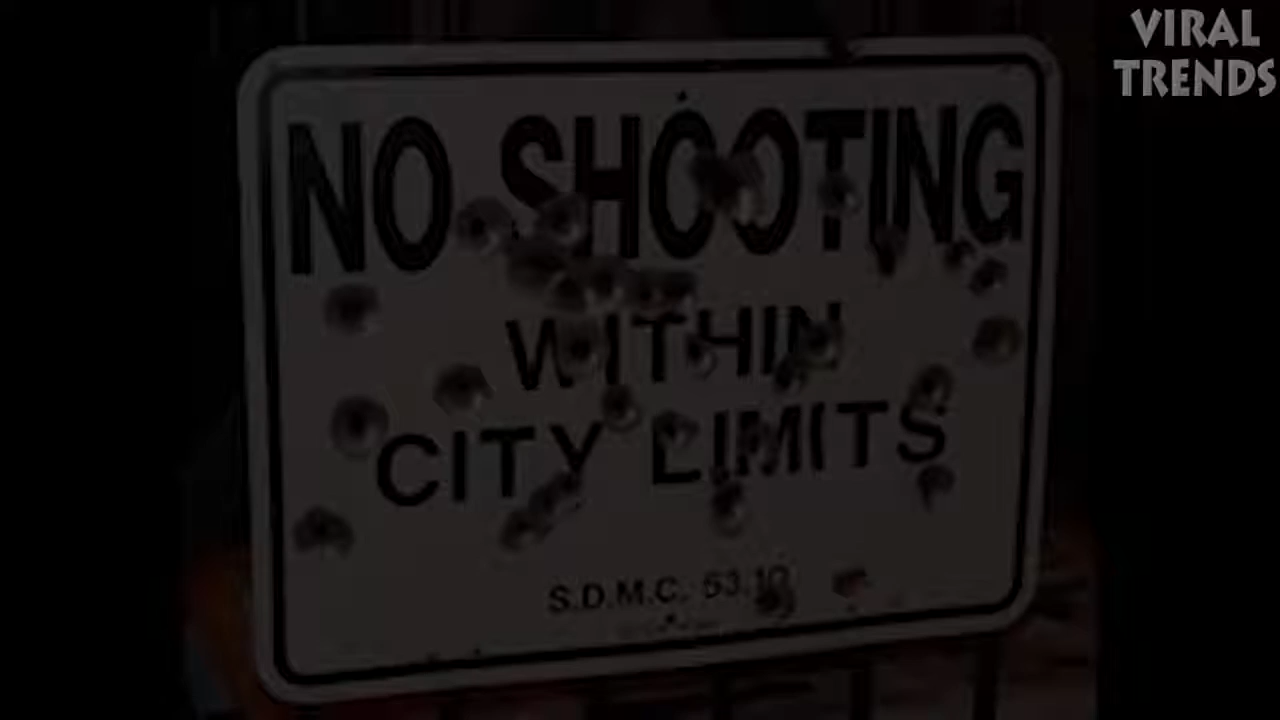 VIRAL
TRENDS
NO SHOOTING
WITHIN
CITY LIMITS
S.D.M.C. 53.10